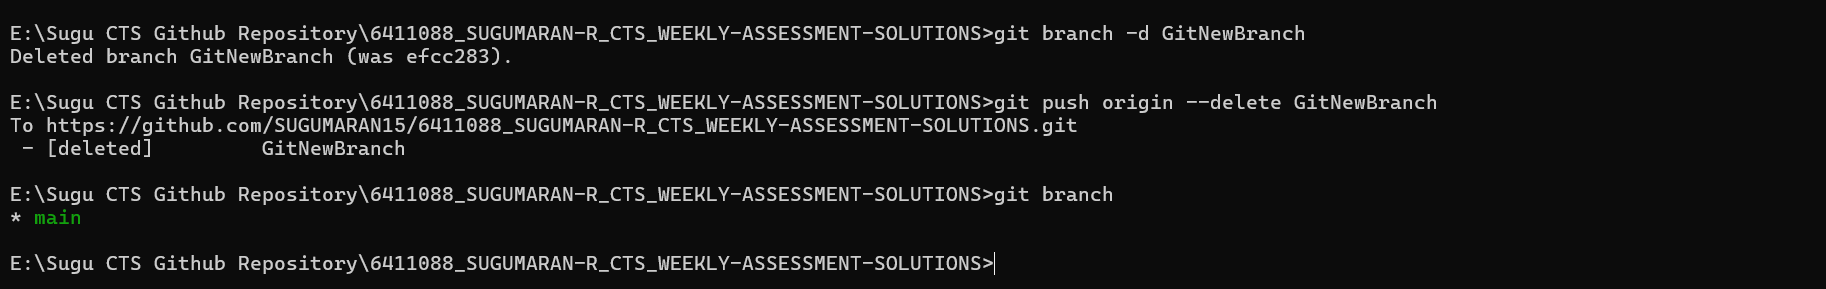 E:\Sugu CTS Github Repository\6411088_SUGUMARAN-R_CTS_WEEKLY-ASSESSMENT-SOLUTIONS>git branch -d GitNewBranch
Deleted branch GitNewBranch (was efcc283).
E:\Sugu CTS Github Repository\6411088_SUGUMARAN-R_CTS_WEEKLY-ASSESSMENT-SOLUTIONS>git push origin --delete GitNewBranch
To https://github.com/SUGUMARAN15/6411088_SUGUMARAN-R_CTS_WEEKLY-ASSESSMENT-SOLUTIONS.git
 - [deleted]         GitNewBranch
E:\Sugu CTS Github Repository\6411088_SUGUMARAN-R_CTS_WEEKLY-ASSESSMENT-SOLUTIONS>git branch
* main
E:\Sugu CTS Github Repository\6411088_SUGUMARAN-R_CTS_WEEKLY-ASSESSMENT-SOLUTIONS>